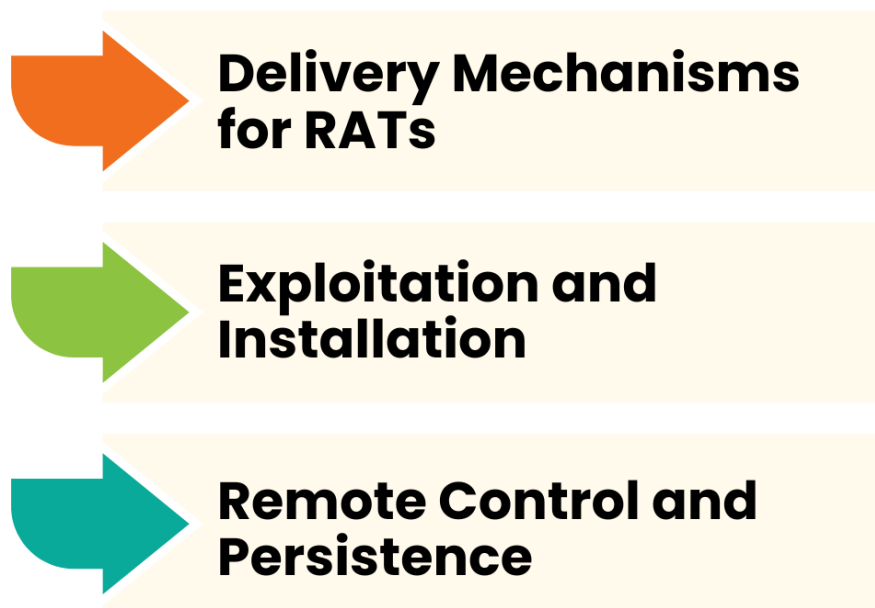 Delivery Mechanisms
for RATs
Exploitation and
Installation
Remote Control and
Persistence